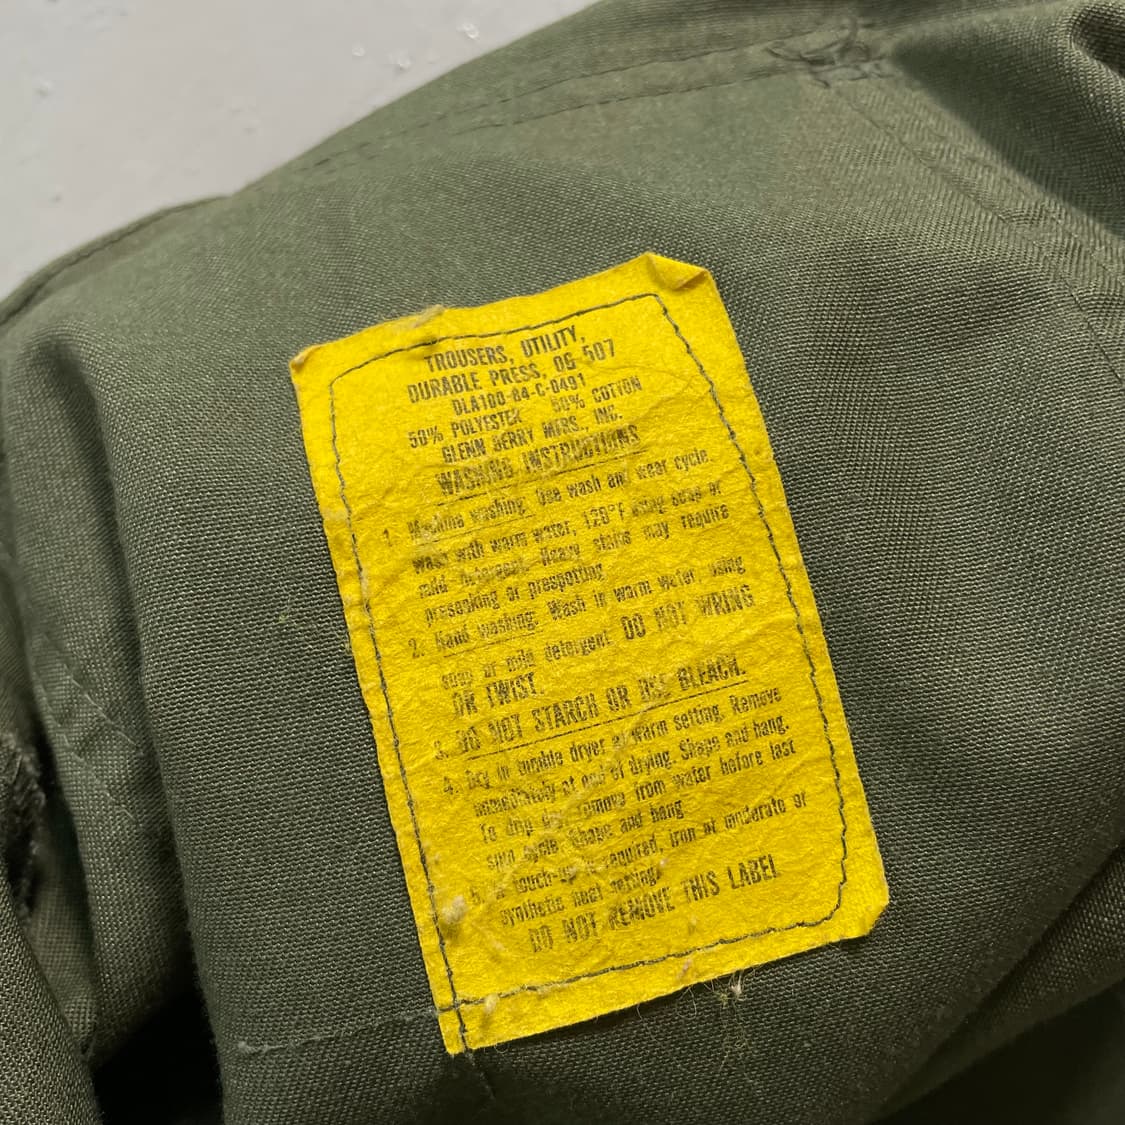 TROUSERS, UTILITY,
DURABLE PRESS, OG-507
DLA100-84-C-0491
50% POLYESTER 50% COTTON
GLENN BERRY MFRS., INC.
WASHING INSTRUCTIONS
1. Machine washing: Use wash and wear cycle
wash with warm water, 120°F using soap or
mild detergent. Heavy stains may require
presoaking or prespotting
2. Hand washing: Wash in warm water, using
soap or mild detergent DO NOT WRING
OR TWIST.
3. DO NOT STARCH OR USE BLEACH.
4. Dry in tumble dryer at warm setting. Remove
immediately at end of drying. Shape and hang.
To drip dry, remove from water before last
spin cycle. Shape and hang
5. If touch-up is required, iron at moderate or
synthetic heat setting.
DO NOT REMOVE THIS LABEL